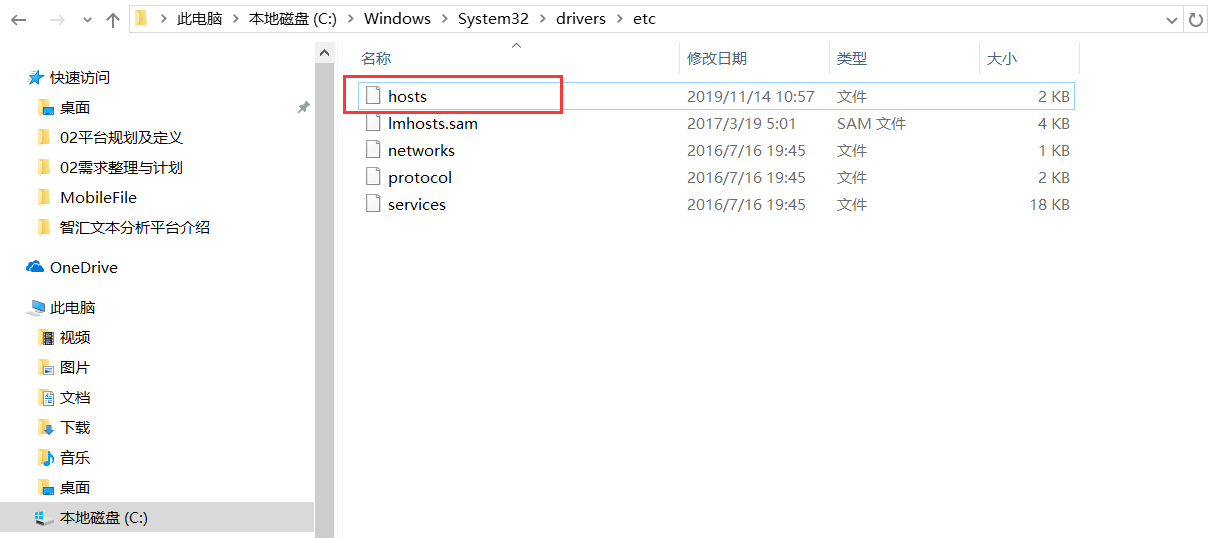 此电脑 > 本地磁盘 (C:) > Windows > System32 > drivers > etc
名称 修改日期 类型 大小
hosts 2019/11/14 10:57 文件 2 KB
lmhosts.sam 2017/3/19 5:01 SAM 文件 4 KB
networks 2016/7/16 19:45 文件 1 KB
protocol 2016/7/16 19:45 文件 2 KB
services 2016/7/16 19:45 文件 18 KB
快速访问
桌面
02平台规划及定义
02需求整理与计划
MobileFile
智汇文本分析平台介绍
OneDrive
此电脑
视频
图片
文档
下载
音乐
桌面
本地磁盘 (C:)